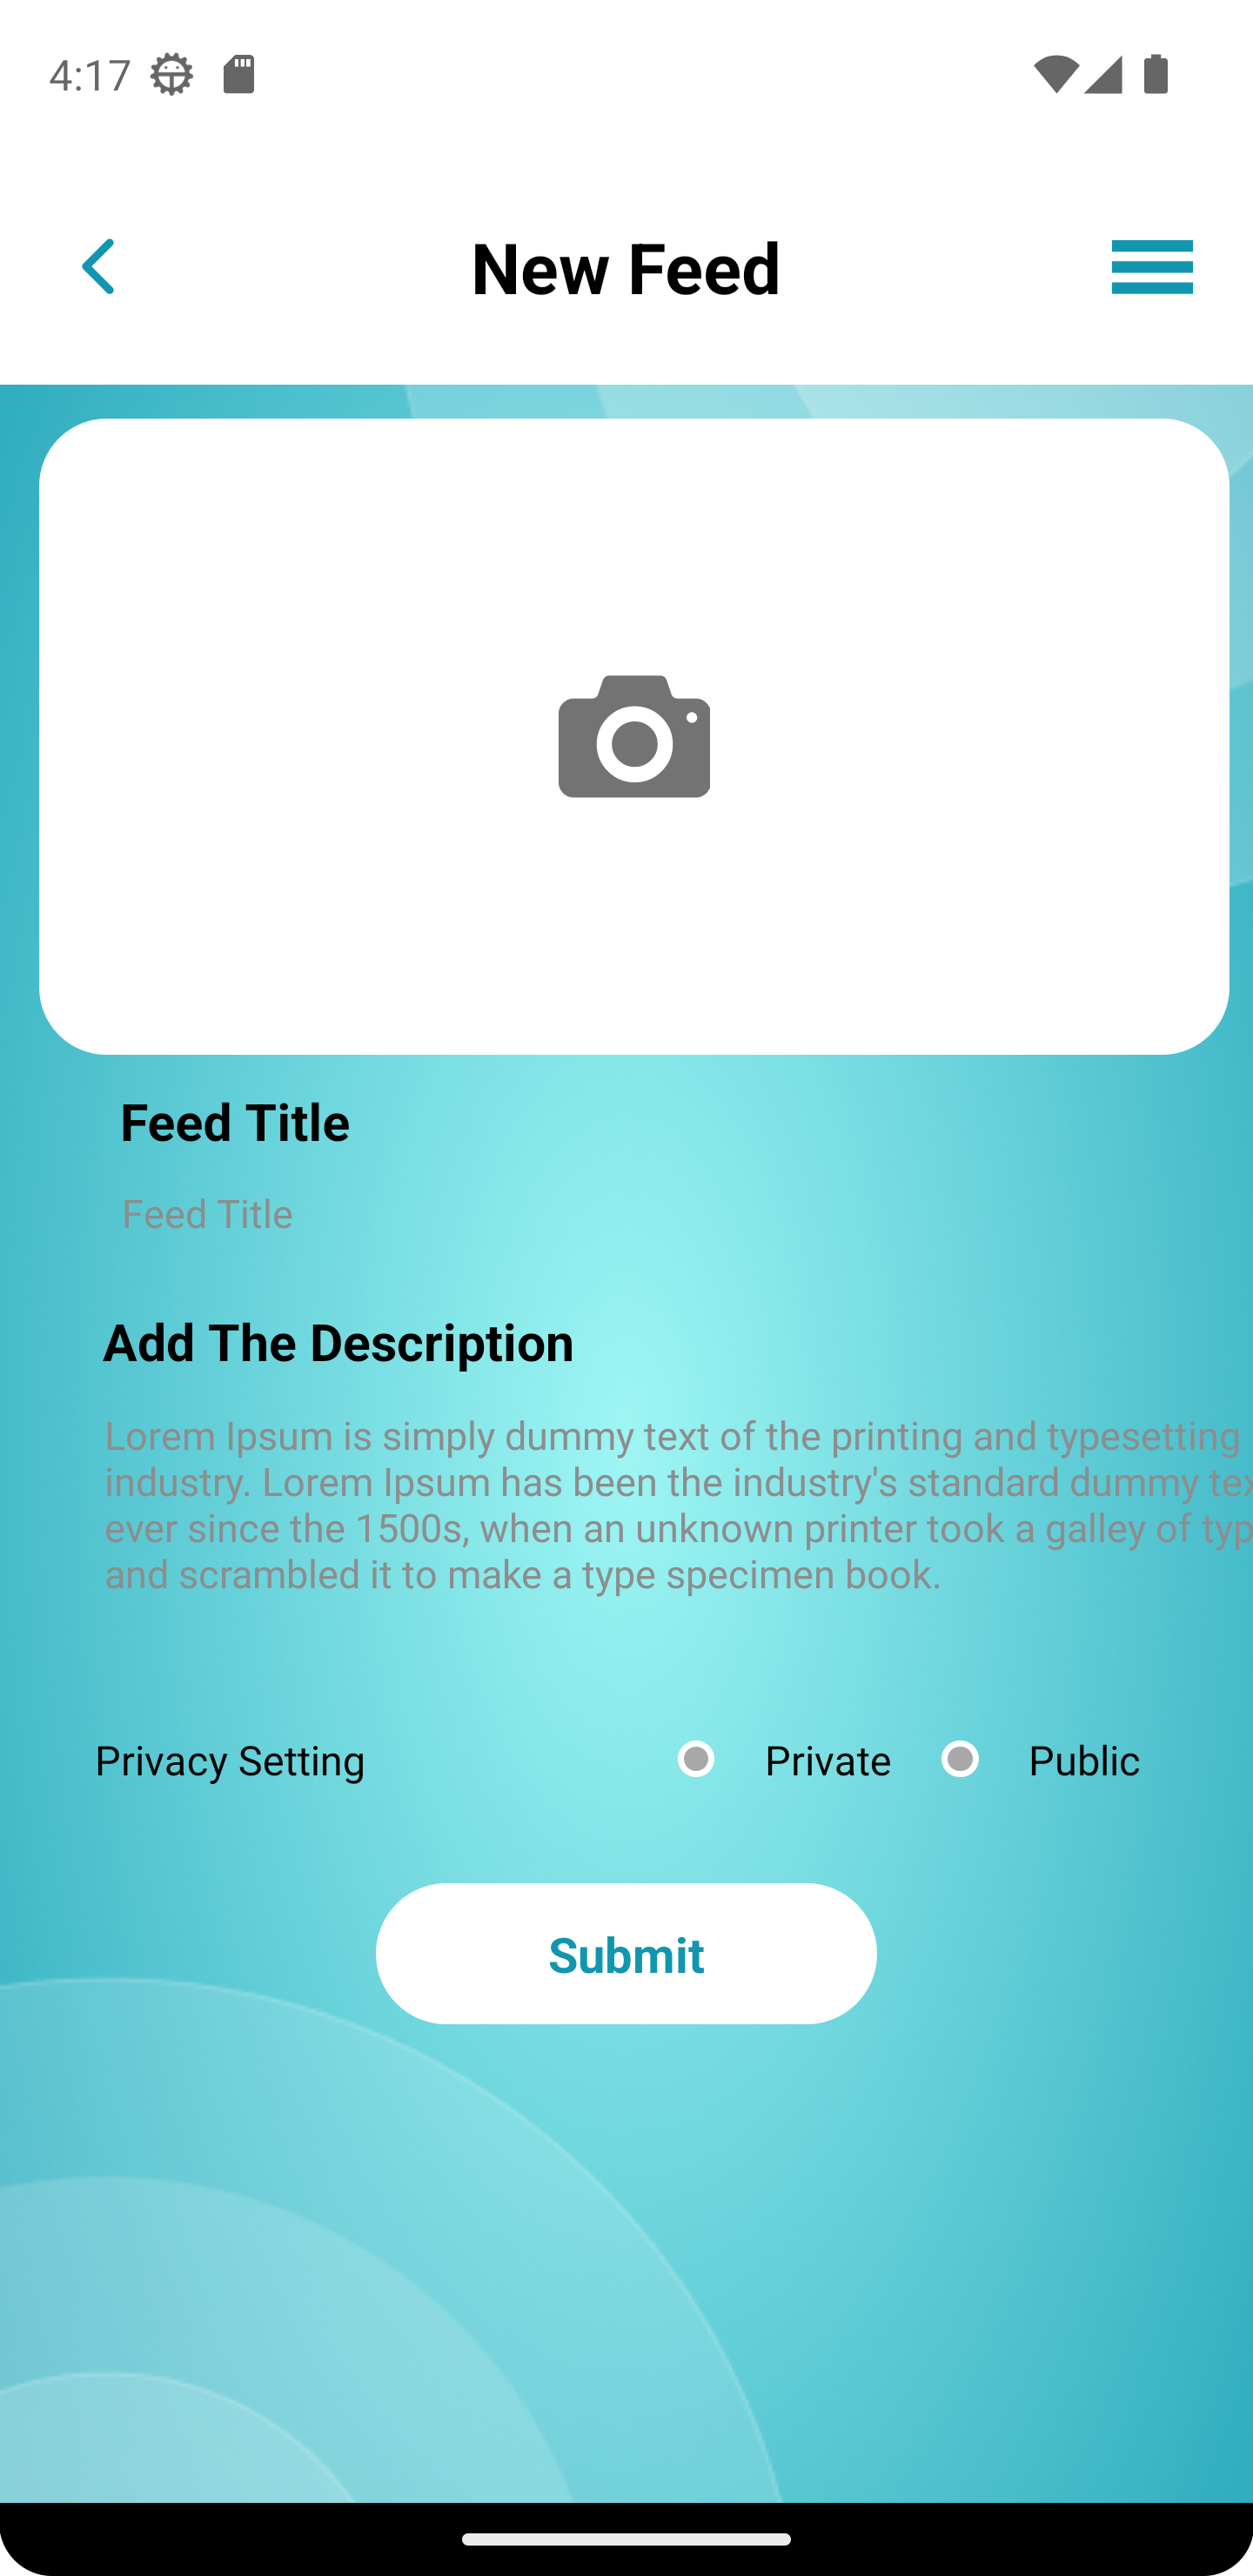 4:17
New Feed
Feed Title
Feed Title
Add The Description
Lorem Ipsum is simply dummy text of the printing and typesetting
industry. Lorem Ipsum has been the industry's standard dummy tex
ever since the 1500s, when an unknown printer took a galley of typ
and scrambled it to make a type specimen book.
Privacy Setting Private Public
Submit